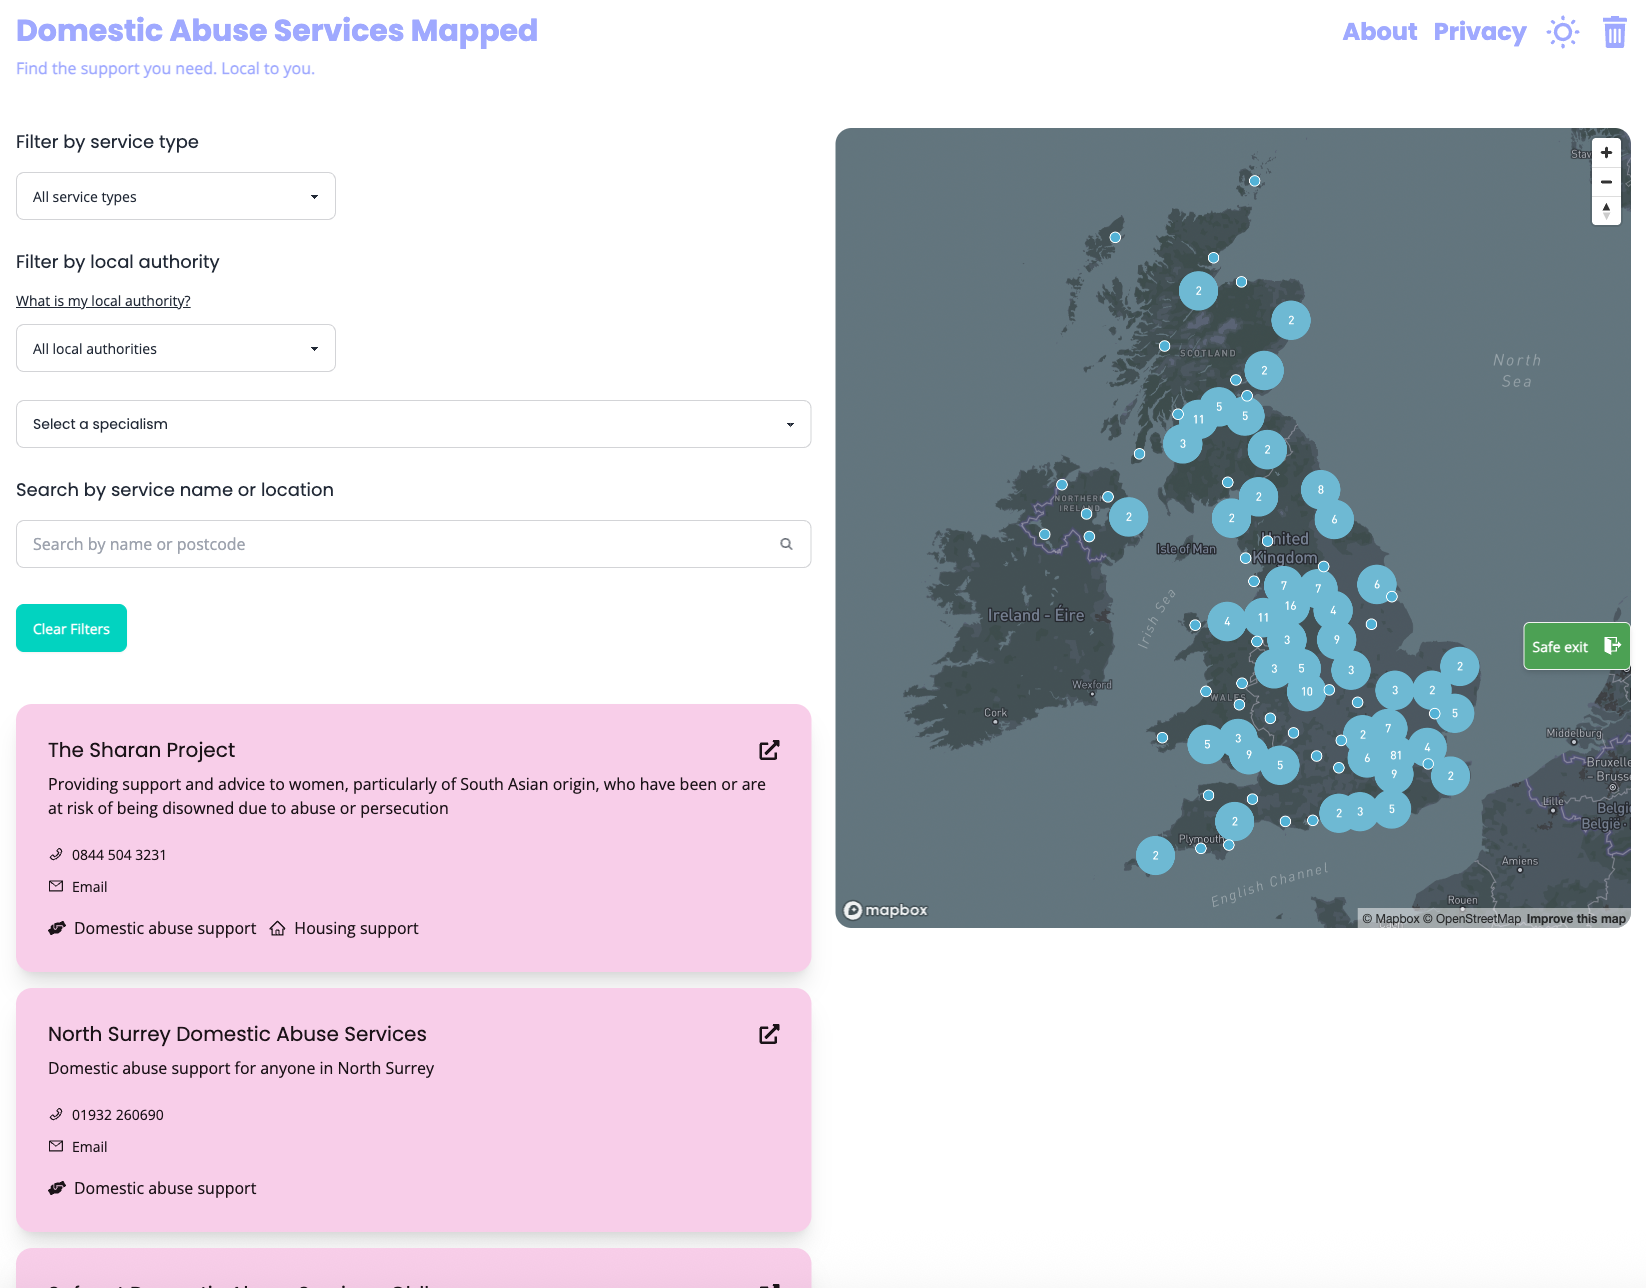 Domestic Abuse Services Mapped
About Privacy
Find the support you need. Local to you.
Filter by service type
All service types
Filter by local authority
What is my local authority?
All local authorities
Select a specialism
Search by service name or location
Search by name or postcode
Clear Filters
The Sharan Project
Providing support and advice to women, particularly of South Asian origin, who have been or are
at risk of being disowned due to abuse or persecution
0844 504 3231
Email
Domestic abuse support Housing support
North Surrey Domestic Abuse Services
Domestic abuse support for anyone in North Surrey
01932 260690
Email
Domestic abuse support
2
2
SCOTLAND
North
Sea
2
5
11
5
3
2
8
2
NORTHERN
IRELAND
2
2
6
Isle of Man
United
Kingdom
Irish Sea
Ireland - Éire
7
7
6
16
4
11
4
3
9
3
5
3
2
10
3
2
WALES
5
Wexford
Cork
5
3
9
5
2
7
6
81
4
9
2
2
3
5
2
Plymouth
2
English Channel
Safe exit
Middelburg
Lille
Amiens
Rouen
mapbox
© Mapbox © OpenStreetMap Improve this map